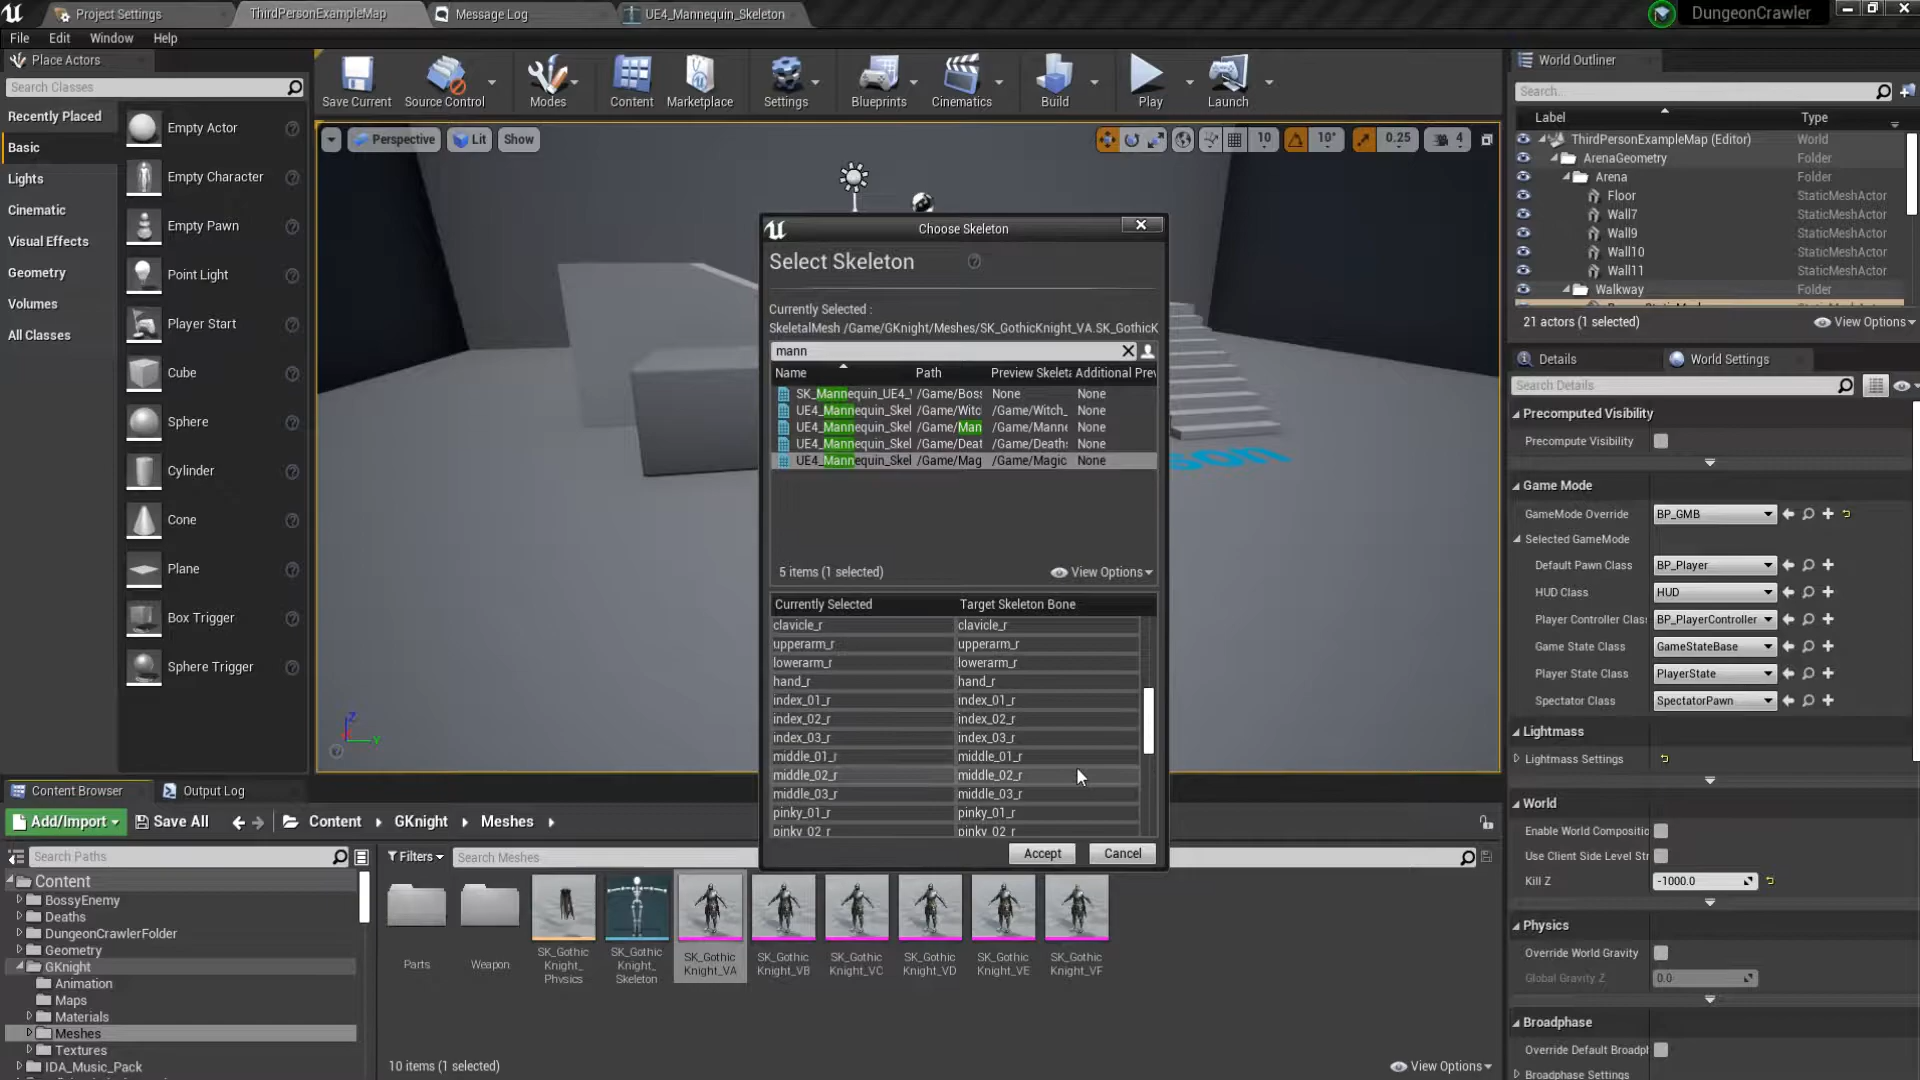 Project Settings
ThirdPersonExampleMap
Message Log
UE4_Mannequin_Skeleton
DungeonCrawler
File Edit Window Help
Place Actors
Search Classes
Recently Placed
Basic
Lights
Cinematic
Visual Effects
Geometry
Volumes
All Classes
Empty Actor
Empty Character
Empty Pawn
Point Light
Player Start
Cube
Sphere
Cylinder
Cone
Plane
Box Trigger
Sphere Trigger
Save Current
Source Control
Modes
Content
Marketplace
Settings
Blueprints
Cinematics
Build
Play
Launch
Perspective
Lit
Show
10
10°
0.25
4
Choose Skeleton
Select Skeleton
Currently Selected :
SkeletalMesh /Game/GKnight/Meshes/SK_GothicKnight_VA.SK_GothicK
mann
Name Path Preview Skeleta Additional Prev
SK_Mannequin_UE4_ /Game/Boss None None
UE4_Mannequin_Skel /Game/Witc /Game/Witch_ None
UE4_Mannequin_Skel /Game/Man /Game/Manne None
UE4_Mannequin_Skel /Game/Deat /Game/Deaths None
UE4_Mannequin_Skel /Game/Mag /Game/Magic None
5 items (1 selected)
View Options
Currently Selected Target Skeleton Bone
clavicle_r clavicle_r
upperarm_r upperarm_r
lowerarm_r lowerarm_r
hand_r hand_r
index_01_r index_01_r
index_02_r index_02_r
index_03_r index_03_r
middle_01_r middle_01_r
middle_02_r middle_02_r
middle_03_r middle_03_r
pinky_01_r pinky_01_r
pinky_02_r pinky_02_r
Accept Cancel
son
Z
Y
World Outliner
Search...
Label Type
ThirdPersonExampleMap (Editor) World
ArenaGeometry Folder
Arena Folder
Floor StaticMeshActor
Wall7 StaticMeshActor
Wall9 StaticMeshActor
Wall10 StaticMeshActor
Wall11 StaticMeshActor
Walkway Folder
21 actors (1 selected)
View Options
Details
World Settings
Search Details
Precomputed Visibility
Precompute Visibility
Game Mode
GameMode Override BP_GMB
Selected GameMode
Default Pawn Class BP_Player
HUD Class HUD
Player Controller Clas BP_PlayerController
Game State Class GameStateBase
Player State Class PlayerState
Spectator Class SpectatorPawn
Lightmass
Lightmass Settings
World
Enable World Compositio
Use Client Side Level Str
Kill Z -1000.0
Physics
Override World Gravity
Global Gravity Z 0.0
Broadphase
Override Default Broadph
Broadphase Settings
Content Browser
Output Log
Add/Import
Save All
Content
GKnight
Meshes
Search Paths
Filters
Search Meshes
Content
BossyEnemy
Deaths
DungeonCrawlerFolder
Geometry
GKnight
Animation
Maps
Materials
Meshes
Textures
IDA_Music_Pack
Parts
Weapon
SK_Gothic
Knight_
Physics
SK_Gothic
Knight_
Skeleton
SK_Gothic
Knight_VA
SK_Gothic
Knight_VB
SK_Gothic
Knight_VC
SK_Gothic
Knight_VD
SK_Gothic
Knight_VE
SK_Gothic
Knight_VF
10 items (1 selected)
View Options